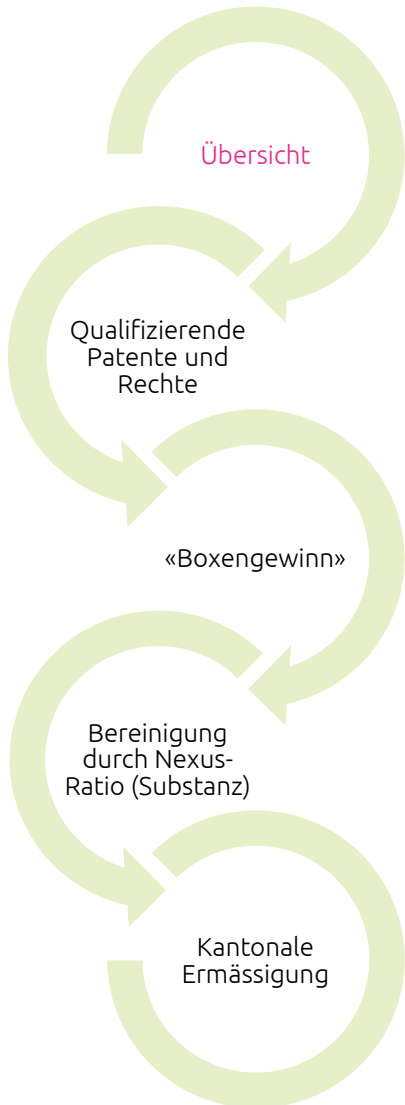 Übersicht
Qualifizierende
Patente und
Rechte
«Boxengewinn»
Bereinigung
durch Nexus-
Ratio (Substanz)
Kantonale
Ermässigung